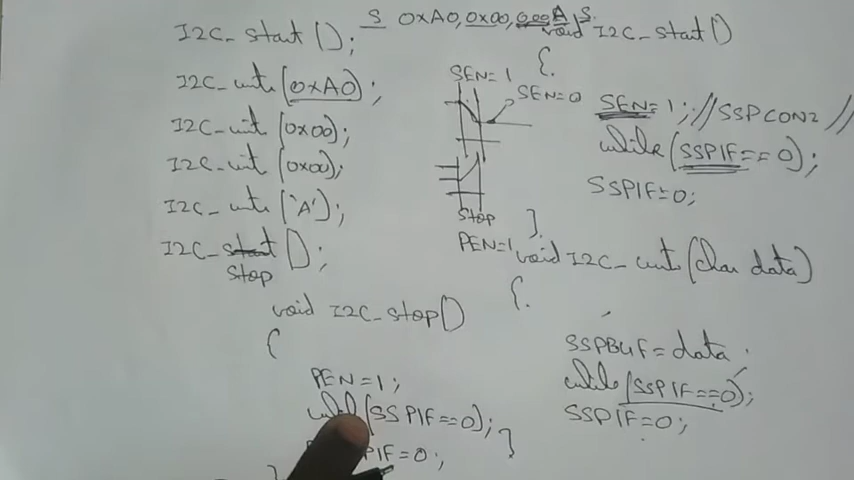 S 0xA0, 0x00, 0x00 A S
I2C_start();
I2C_write(0xA0);
I2C_write(0x00);
I2C_write(0x00);
I2C_write('A');
I2C_start();
stop
SEN=1
SEN=0
stop
PEN=1
void I2C_start()
{
SEN=1; //SSPCON2 //
while(SSPIF==0);
SSPIF=0;
}
void I2C_write(char data)
{
SSPBUF=data
while(SSPIF==0);
SSPIF=0;
void I2C_stop()
{
PEN=1;
while(SSPIF==0);
PIF=0;
}
}